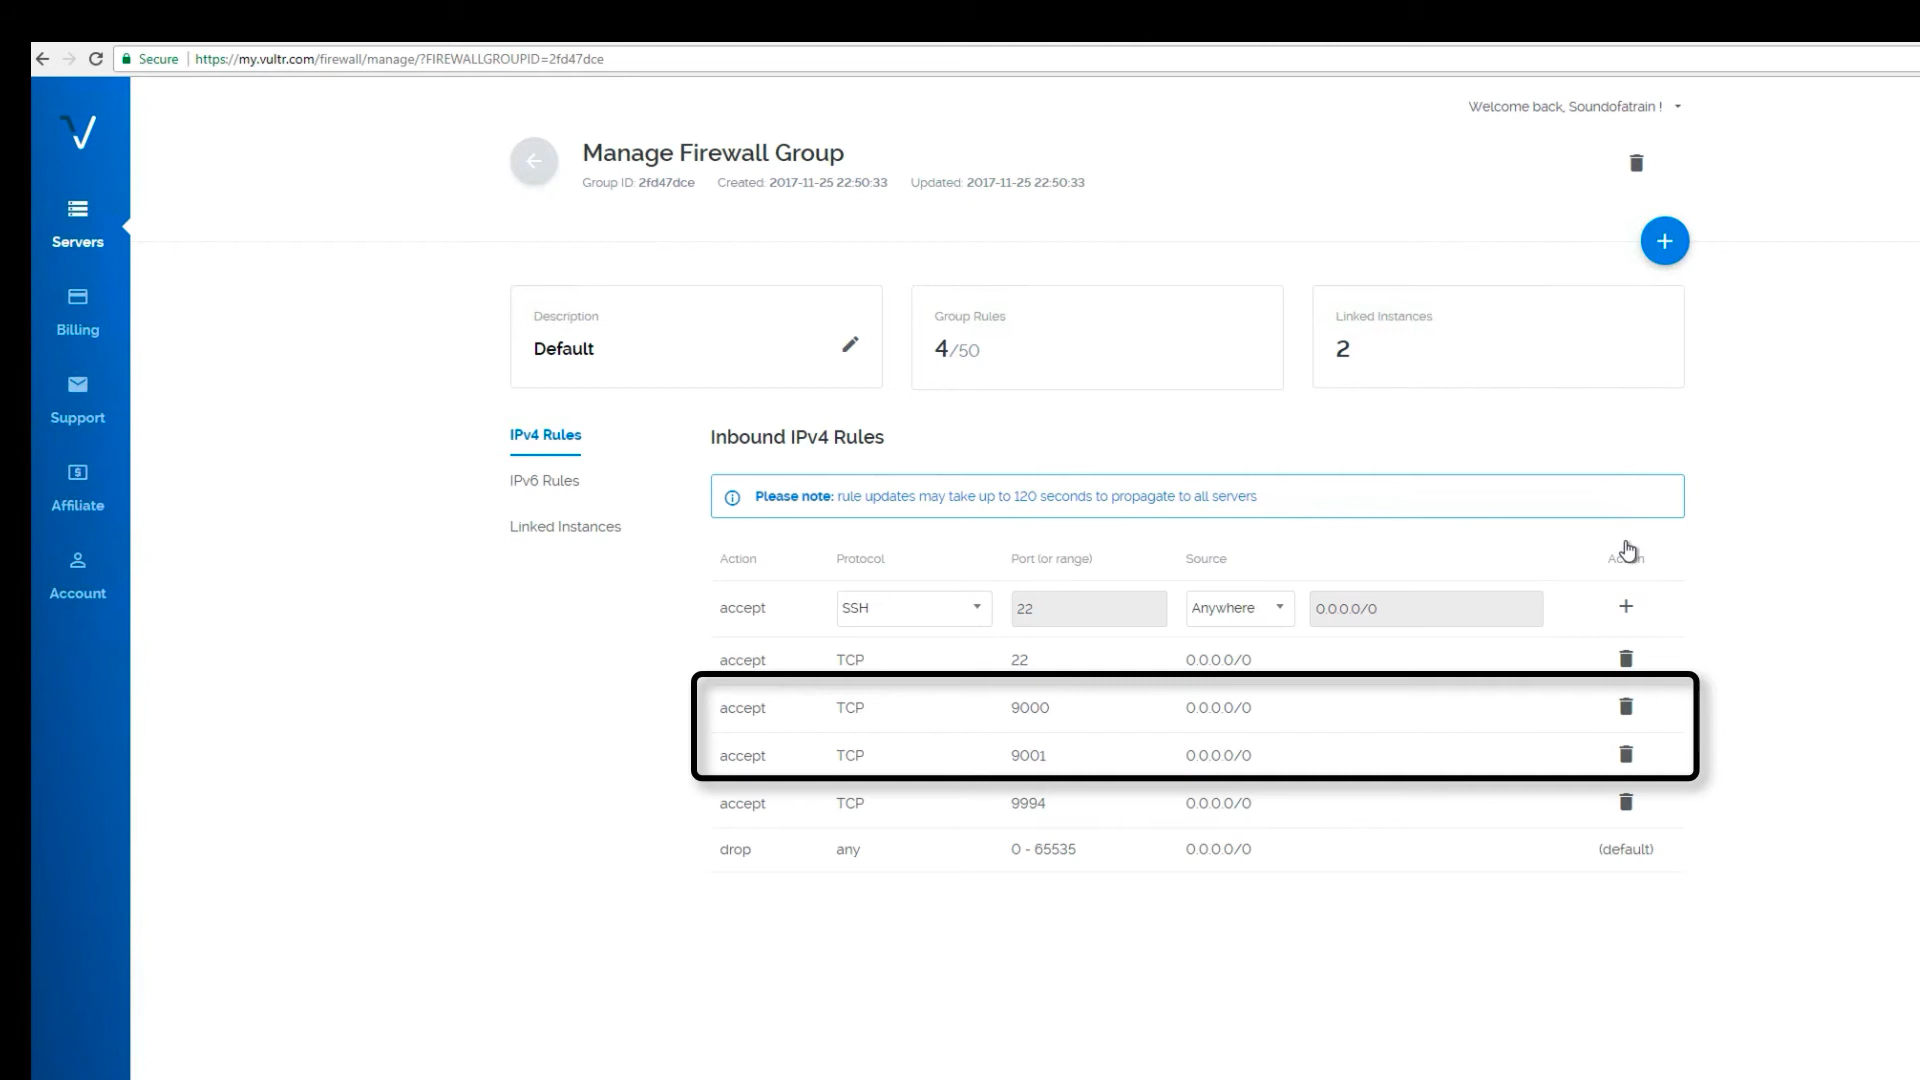 Secure https://my.vultr.com/firewall/manage/?FIREWALLGROUPID=2fd47dce
Welcome back, Soundofatrain !
Manage Firewall Group
Group ID: 2fd47dce Created: 2017-11-25 22:50:33 Updated: 2017-11-25 22:50:33
Servers
Billing
Support
Affiliate
Account
Description
Default
Group Rules
4/50
Linked Instances
2
IPv4 Rules
IPv6 Rules
Linked Instances
Inbound IPv4 Rules
Please note: rule updates may take up to 120 seconds to propagate to all servers
Action Protocol Port (or range) Source
accept SSH 22 Anywhere 0.0.0.0/0 +
accept TCP 22 0.0.0.0/0
accept TCP 9000 0.0.0.0/0
accept TCP 9001 0.0.0.0/0
accept TCP 9994 0.0.0.0/0
drop any 0 - 65535 0.0.0.0/0 (default)